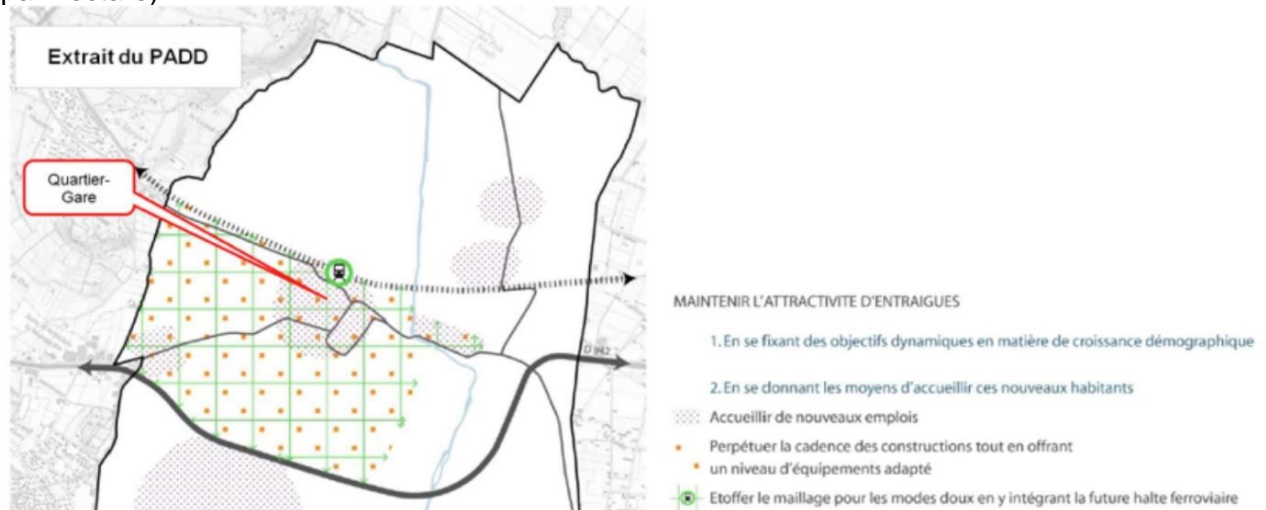 Extrait du PADD
Quartier-
Gare
D 942
MAINTENIR L'ATTRACTIVITE D'ENTRAIGUES
1. En se fixant des objectifs dynamiques en matière de croissance démographique
2. En se donnant les moyens d'accueillir ces nouveaux habitants
Accueillir de nouveaux emplois
Perpétuer la cadence des constructions tout en offrant
un niveau d'équipements adapté
Etoffer le maillage pour les modes doux en y intégrant la future halte ferroviaire